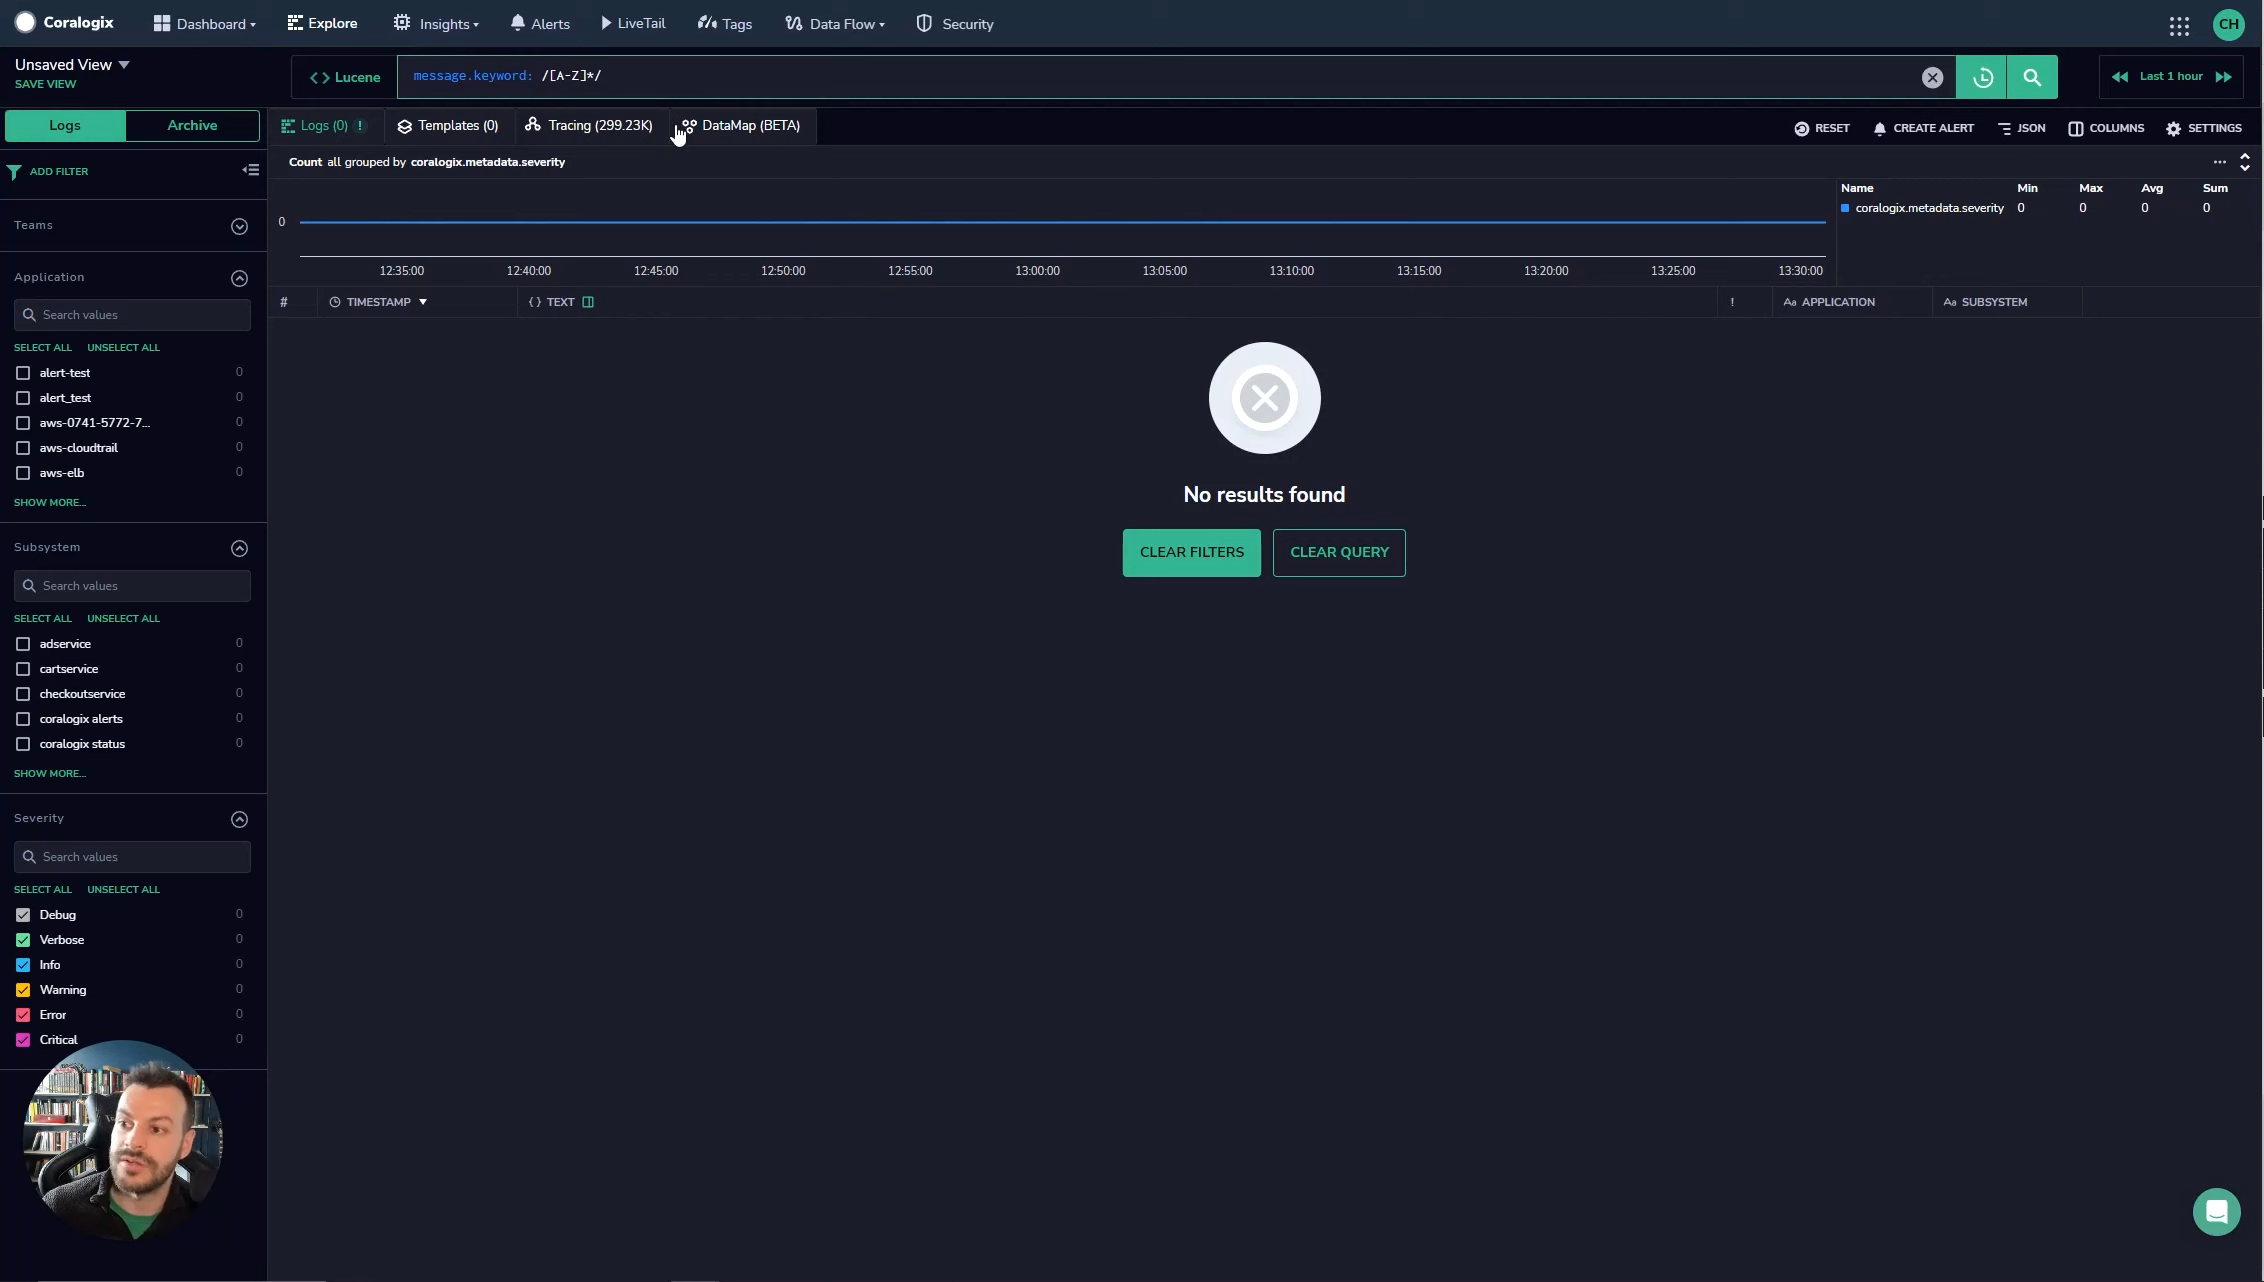 Coralogix Dashboard Explore Insights Alerts LiveTail Tags Data Flow Security CH
Unsaved View
SAVE VIEW
Lucene message.keyword: /[A-Z]*/ Last 1 hour
Logs Archive
Logs (0) ! Templates (0) Tracing (299.23K) DataMap (BETA) RESET CREATE ALERT JSON COLUMNS SETTINGS
ADD FILTER
Count all grouped by coralogix.metadata.severity ...
Name Min Max Avg Sum
coralogix.metadata.severity 0 0 0 0
0
12:35:00 12:40:00 12:45:00 12:50:00 12:55:00 13:00:00 13:05:00 13:10:00 13:15:00 13:20:00 13:25:00 13:30:00
# TIMESTAMP {} TEXT ! Aa APPLICATION Aa SUBSYSTEM
No results found
CLEAR FILTERS CLEAR QUERY
Teams
Application
Search values
SELECT ALL UNSELECT ALL
alert-test 0
alert_test 0
aws-0741-5772-7... 0
aws-cloudtrail 0
aws-elb 0
SHOW MORE...
Subsystem
Search values
SELECT ALL UNSELECT ALL
adservice 0
cartservice 0
checkoutservice 0
coralogix alerts 0
coralogix status 0
SHOW MORE...
Severity
Search values
SELECT ALL UNSELECT ALL
Debug 0
Verbose 0
Info 0
Warning 0
Error 0
Critical 0